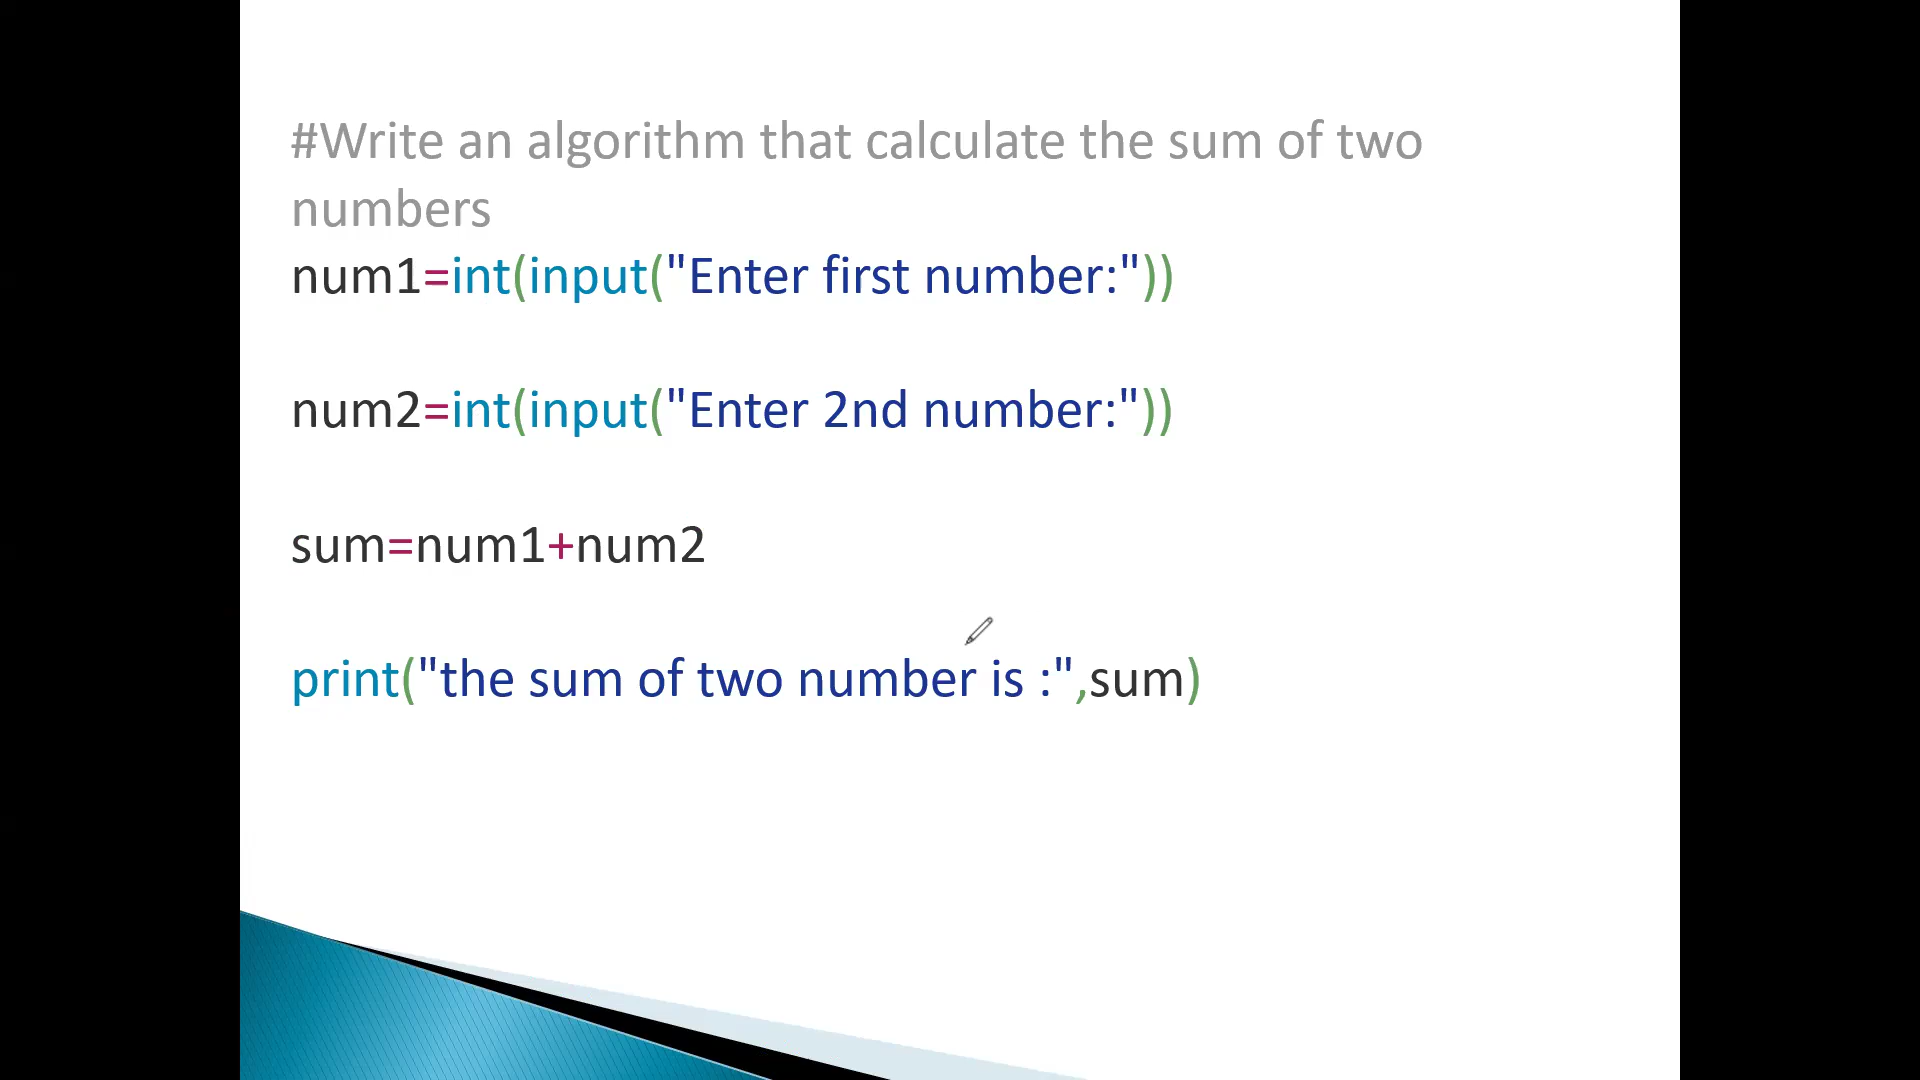 #Write an algorithm that calculate the sum of two
numbers
num1=int(input("Enter first number:"))
num2=int(input("Enter 2nd number:"))
sum=num1+num2
print("the sum of two number is :",sum)